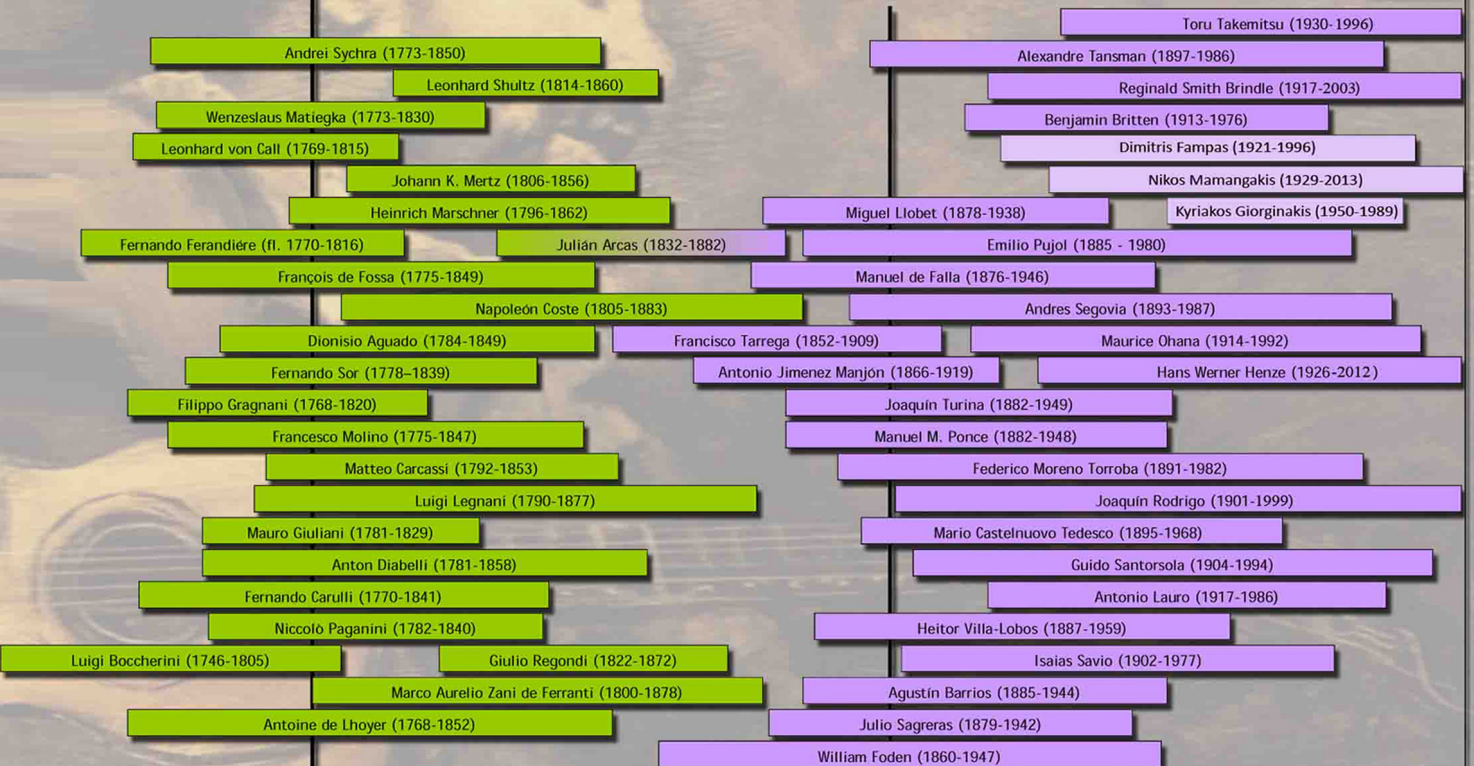 Toru Takemitsu (1930-1996)
Andrei Sychra (1773-1850)
Alexandre Tansman (1897-1986)
Leonhard Shultz (1814-1860)
Reginald Smith Brindle (1917-2003)
Wenzeslaus Matiegka (1773-1830)
Benjamin Britten (1913-1976)
Leonhard von Call (1769-1815)
Dimitris Fampas (1921-1996)
Johann K. Mertz (1806-1856)
Nikos Mamangakis (1929-2013)
Heinrich Marschner (1796-1862)
Miguel Llobet (1878-1938)
Kyriakos Giorginakis (1950-1989)
Fernando Ferandiére (fl. 1770-1816)
Julián Arcas (1832-1882)
Emilio Pujol (1885 - 1980)
François de Fossa (1775-1849)
Manuel de Falla (1876-1946)
Napoleón Coste (1805-1883)
Andres Segovia (1893-1987)
Dionisio Aguado (1784-1849)
Francisco Tarrega (1852-1909)
Maurice Ohana (1914-1992)
Fernando Sor (1778–1839)
Antonio Jimenez Manjón (1866-1919)
Hans Werner Henze (1926-2012)
Filippo Gragnani (1768-1820)
Joaquín Turina (1882-1949)
Francesco Molino (1775-1847)
Manuel M. Ponce (1882-1948)
Matteo Carcassi (1792-1853)
Federico Moreno Torroba (1891-1982)
Luigi Legnani (1790-1877)
Joaquín Rodrigo (1901-1999)
Mauro Giuliani (1781-1829)
Mario Castelnuovo Tedesco (1895-1968)
Anton Diabelli (1781-1858)
Guido Santorsola (1904-1994)
Fernando Carulli (1770-1841)
Antonio Lauro (1917-1986)
Niccolò Paganini (1782-1840)
Heitor Villa-Lobos (1887-1959)
Luigi Boccherini (1746-1805)
Giulio Regondi (1822-1872)
Isaias Savio (1902-1977)
Marco Aurelio Zani de Ferranti (1800-1878)
Agustín Barrios (1885-1944)
Antoine de Lhoyer (1768-1852)
Julio Sagreras (1879-1942)
William Foden (1860-1947)